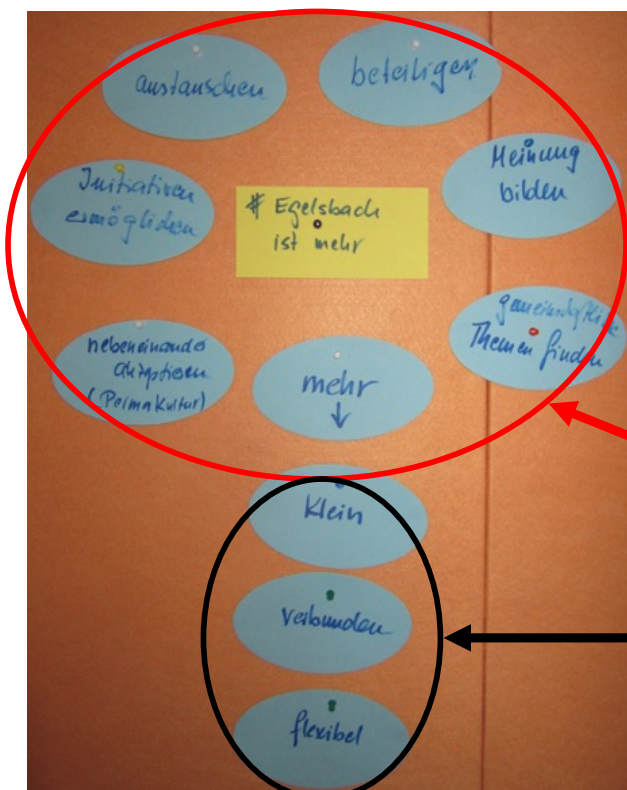 austauschen
beteiligen
Initiativen
ermöglichen
# Egelsbach
ist mehr
Meinung
bilden
nebeneinander
akzeptieren
(PermaKultur)
mehr
gemeinschaftliche
Themen finden
Klein
verbunden
flexibel